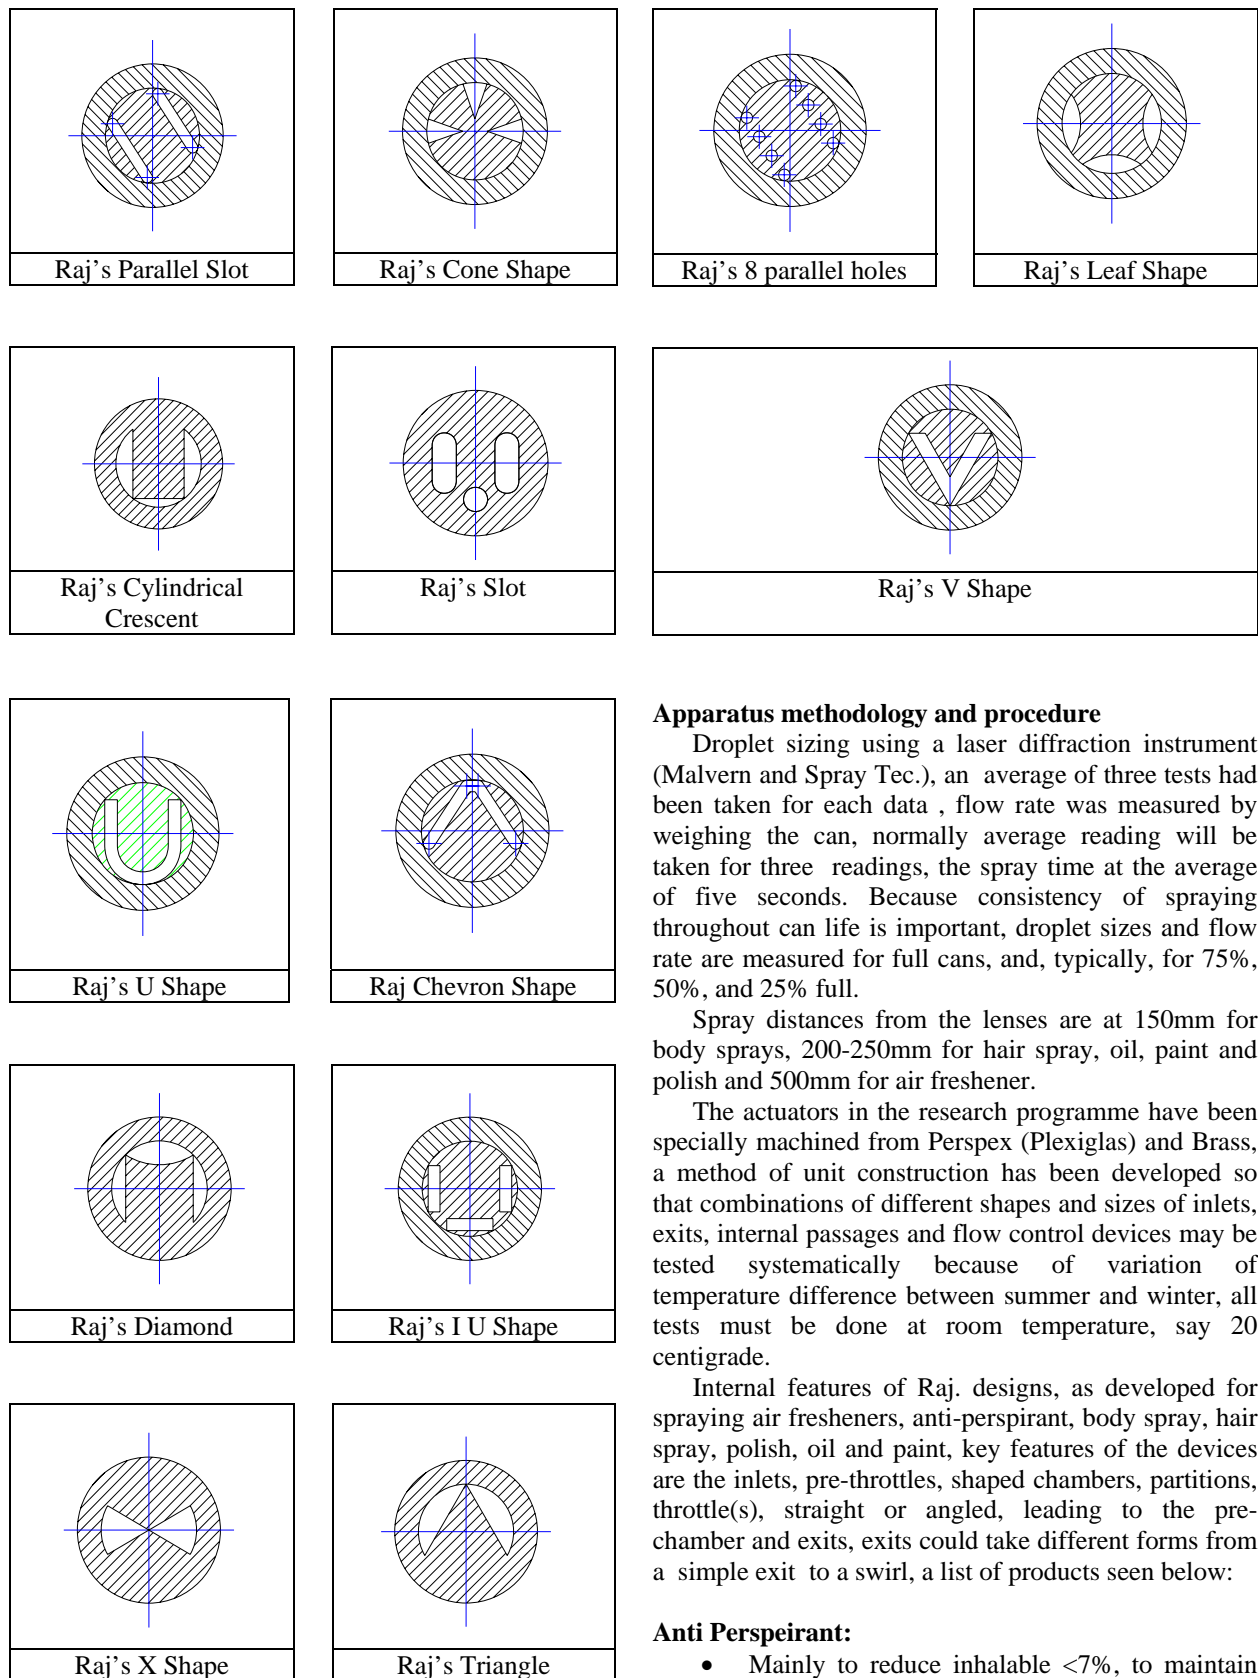 Raj's Parallel Slot
Raj's Cone Shape
Raj's 8 parallel holes
Raj's Leaf Shape
Raj's Cylindrical
Crescent
Raj's Slot
Raj's V Shape
Raj's U Shape
Raj Chevron Shape
Raj's Diamond
Raj's I U Shape
Raj's X Shape
Raj's Triangle
Apparatus methodology and procedure
Droplet sizing using a laser diffraction instrument
(Malvern and Spray Tec.), an average of three tests had
been taken for each data , flow rate was measured by
weighing the can, normally average reading will be
taken for three readings, the spray time at the average
of five seconds. Because consistency of spraying
throughout can life is important, droplet sizes and flow
rate are measured for full cans, and, typically, for 75%,
50%, and 25% full.
Spray distances from the lenses are at 150mm for
body sprays, 200-250mm for hair spray, oil, paint and
polish and 500mm for air freshener.
The actuators in the research programme have been
specially machined from Perspex (Plexiglas) and Brass,
a method of unit construction has been developed so
that combinations of different shapes and sizes of inlets,
exits, internal passages and flow control devices may be
tested systematically because of variation of
temperature difference between summer and winter, all
tests must be done at room temperature, say 20
centigrade.
Internal features of Raj. designs, as developed for
spraying air fresheners, anti-perspirant, body spray, hair
spray, polish, oil and paint, key features of the devices
are the inlets, pre-throttles, shaped chambers, partitions,
throttle(s), straight or angled, leading to the pre-
chamber and exits, exits could take different forms from
a simple exit to a swirl, a list of products seen below:
Anti Perspeirant:
• Mainly to reduce inhalable <7%, to maintain